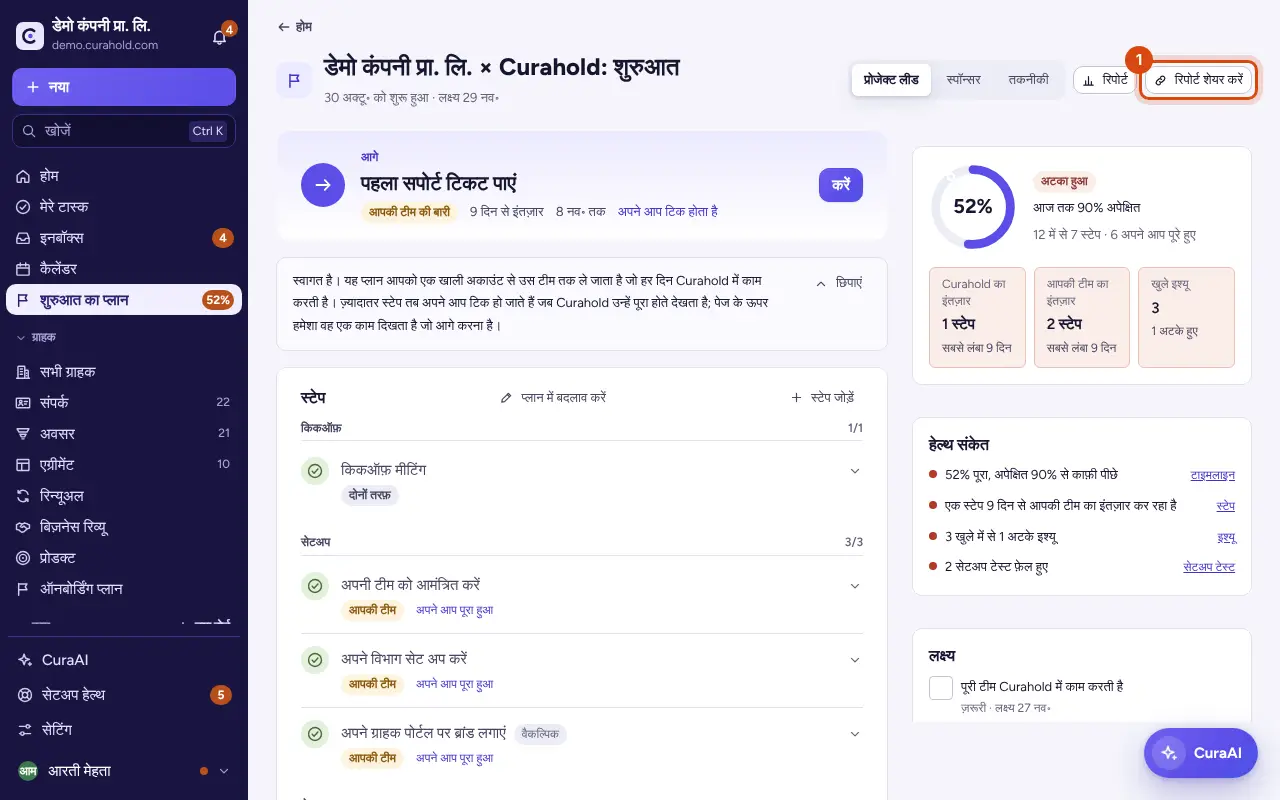 डेमो कंपनी प्रा. लि.
demo.curahold.com
4
नया
खोजें
Ctrl K
होम
मेरे टास्क
इनबॉक्स
4
कैलेंडर
शुरुआत का प्लान
52%
ग्राहक
सभी ग्राहक
संपर्क
22
अवसर
21
एग्रीमेंट
10
रिन्यूअल
बिज़नेस रिव्यू
प्रोडक्ट
ऑनबोर्डिंग प्लान
CuraAI
सेटअप हेल्थ
5
सेटिंग
आम
आरती मेहता
होम
डेमो कंपनी प्रा. लि. × Curahold: शुरुआत
30 अक्टू॰ को शुरू हुआ · लक्ष्य 29 नव॰
प्रोजेक्ट लीड
स्पॉन्सर
तकनीकी
रिपोर्ट
1
रिपोर्ट शेयर करें
आगे
पहला सपोर्ट टिकट पाएं
आपकी टीम की बारी
9 दिन से इंतज़ार
8 नव॰ तक
अपने आप टिक होता है
करें
स्वागत है। यह प्लान आपको एक खाली अकाउंट से उस टीम तक ले जाता है जो हर दिन Curahold में काम
करती है। ज़्यादातर स्टेप तब अपने आप टिक हो जाते हैं जब Curahold उन्हें पूरा होते देखता है; पेज के ऊपर
हमेशा वह एक काम दिखता है जो आगे करना है।
छिपाएं
स्टेप
प्लान में बदलाव करें
स्टेप जोड़ें
किकऑफ़
1/1
किकऑफ़ मीटिंग
दोनों तरफ़
सेटअप
3/3
अपनी टीम को आमंत्रित करें
आपकी टीम
अपने आप पूरा हुआ
अपने विभाग सेट अप करें
आपकी टीम
अपने आप पूरा हुआ
अपने ग्राहक पोर्टल पर ब्रांड लगाएं
वैकल्पिक
आपकी टीम
अपने आप पूरा हुआ
52%
अटका हुआ
आज तक 90% अपेक्षित
12 में से 7 स्टेप · 6 अपने आप पूरे हुए
Curahold का
इंतज़ार
1 स्टेप
सबसे लंबा 9 दिन
आपकी टीम का
इंतज़ार
2 स्टेप
सबसे लंबा 9 दिन
खुले इश्यू
3
1 अटके हुए
हेल्थ संकेत
52% पूरा, अपेक्षित 90% से काफ़ी पीछे
टाइमलाइन
एक स्टेप 9 दिन से आपकी टीम का इंतज़ार कर रहा है
स्टेप
3 खुले में से 1 अटके इश्यू
इश्यू
2 सेटअप टेस्ट फ़ेल हुए
सेटअप टेस्ट
लक्ष्य
पूरी टीम Curahold में काम करती है
ज़रूरी · लक्ष्य 27 नव॰
CuraAI